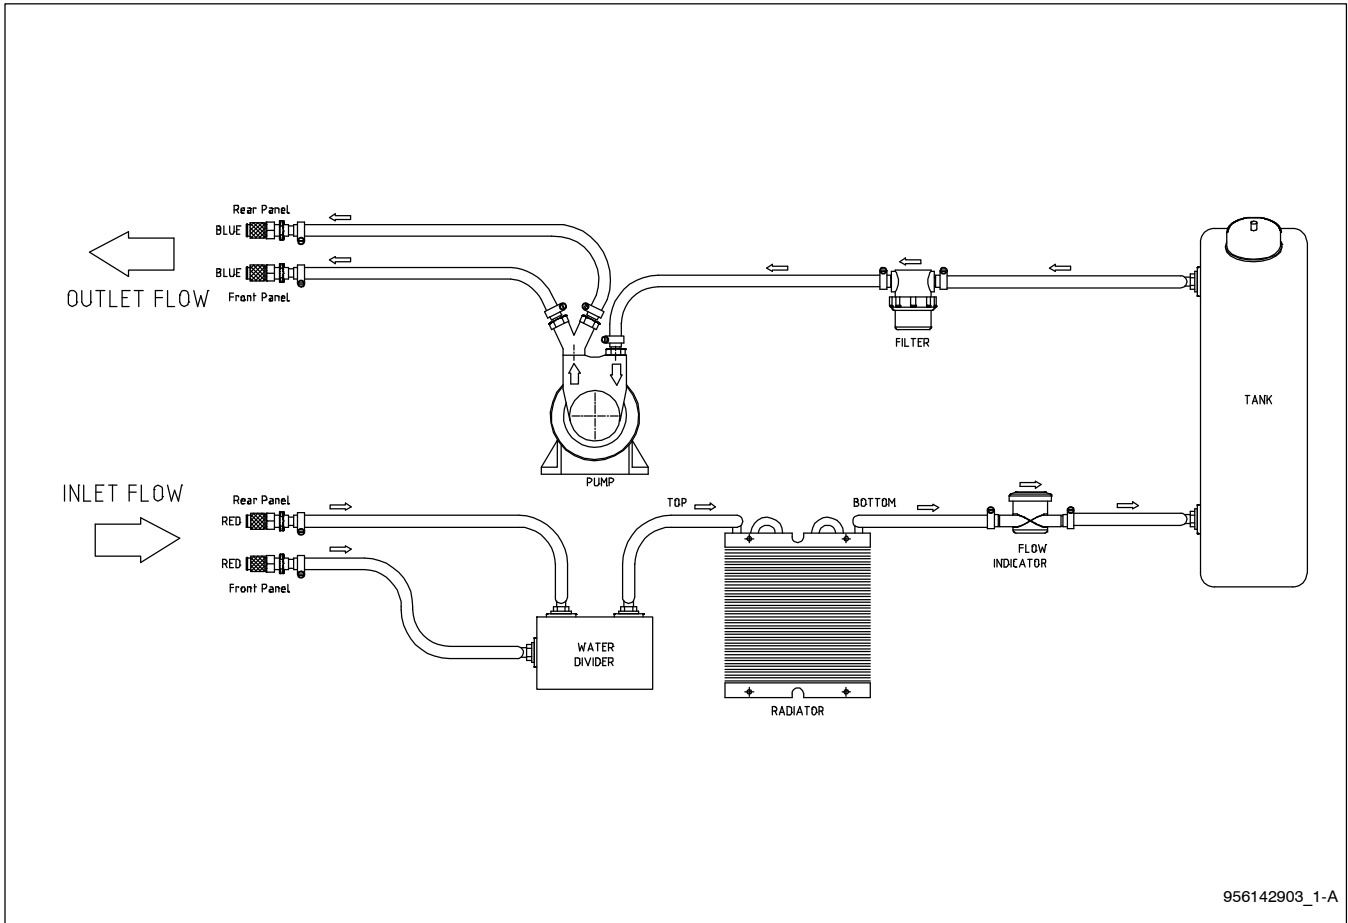 Rear Panel
BLUE
BLUE
Front Panel
OUTLET FLOW
FILTER
TANK
PUMP
INLET FLOW
Rear Panel
RED
RED
Front Panel
TOP
BOTTOM
FLOW
INDICATOR
WATER
DIVIDER
RADIATOR
956142903_1-A